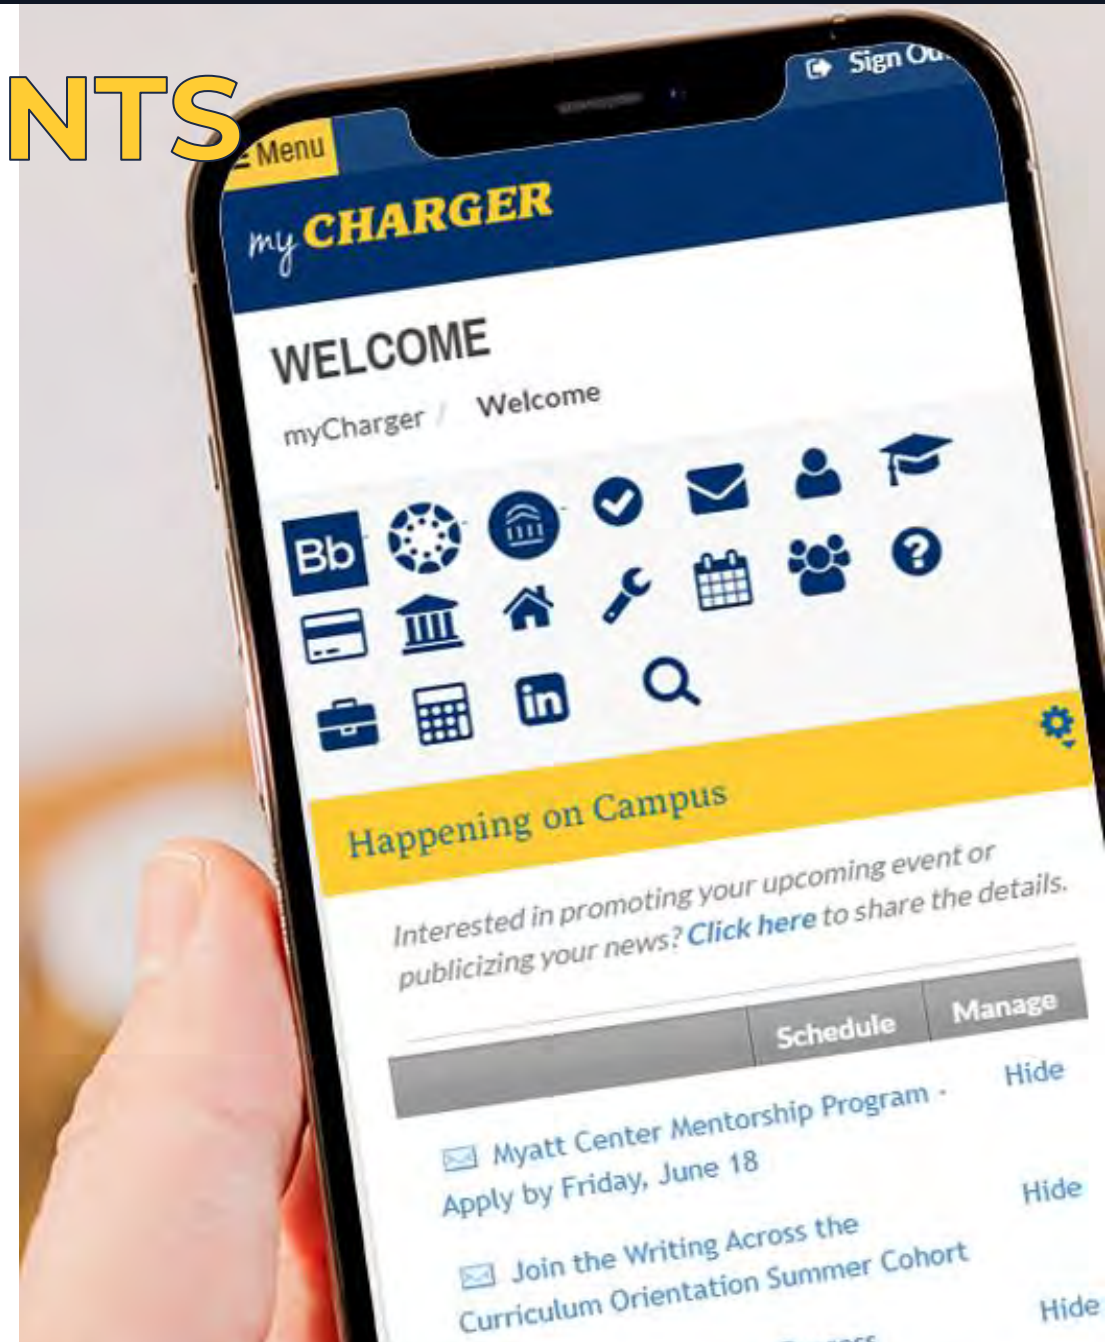 NTS
Sign Ou
Menu
my CHARGER
WELCOME
myCharger / Welcome
Bb
in
?
Happening on Campus
Interested in promoting your upcoming event or
publicizing your news? Click here to share the details.
Schedule Manage
Myatt Center Mentorship Program - Hide
Apply by Friday, June 18
Join the Writing Across the Hide
Curriculum Orientation Summer Cohort
Hide